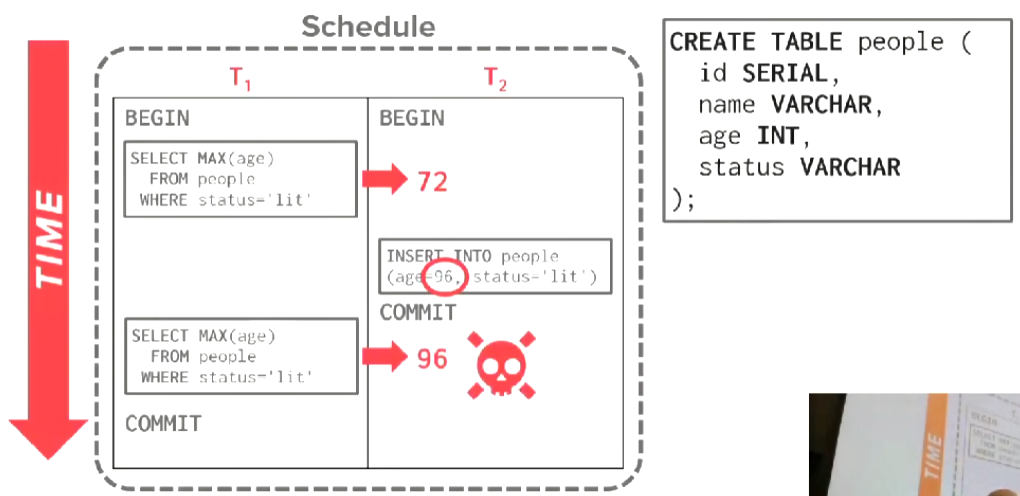 Schedule
TIME
T1
T2
BEGIN
SELECT MAX(age)
FROM people
WHERE status='lit'
72
SELECT MAX(age)
FROM people
WHERE status='lit'
96
COMMIT
BEGIN
INSERT INTO people
(age=96, status='lit')
COMMIT
CREATE TABLE people (
id SERIAL,
name VARCHAR,
age INT,
status VARCHAR
);
TIME
BEGIN